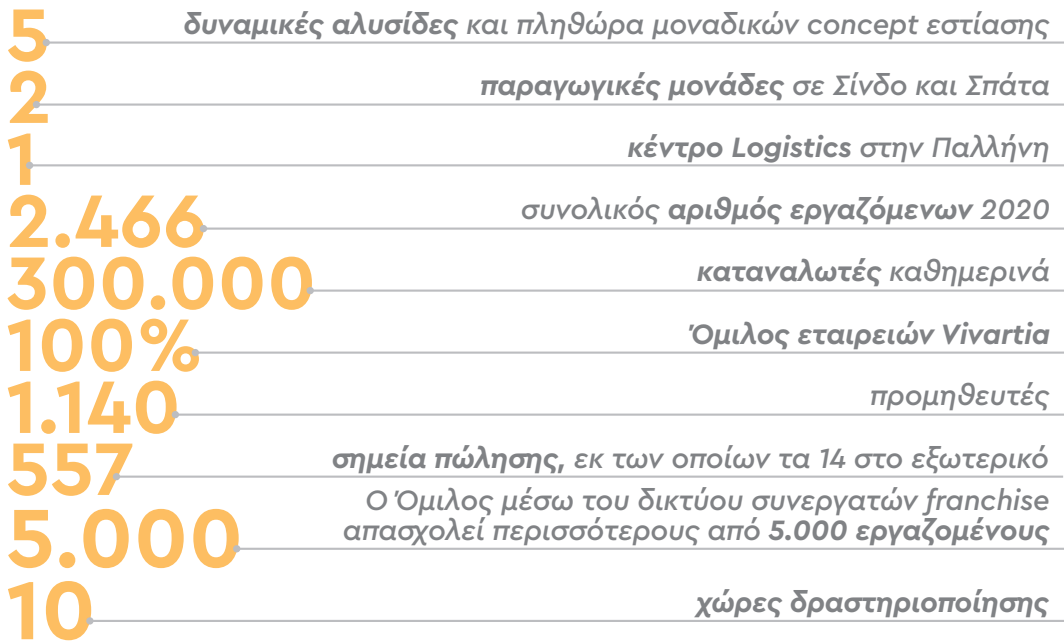 5 δυναμικές αλυσίδες και πληθώρα μοναδικών concept εστίασης
2 παραγωγικές μονάδες σε Σίνδο και Σπάτα
1 κέντρο Logistics στην Παλλήνη
2.466 συνολικός αριθμός εργαζόμενων 2020
300.000 καταναλωτές καθημερινά
100% Όμιλος εταιρειών Vivartia
1.140 προμηθευτές
557 σημεία πώλησης, εκ των οποίων τα 14 στο εξωτερικό
5.000 Ο Όμιλος μέσω του δικτύου συνεργατών franchise
απασχολεί περισσότερους από 5.000 εργαζομένους
10 χώρες δραστηριοποίησης